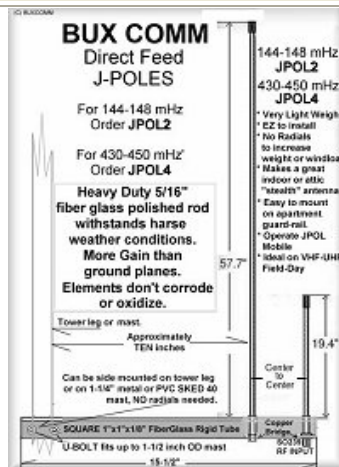 (C) BUXCOMM
BUX COMM
Direct Feed
J-POLES
For 144-148 mHz
Order JPOL2
For 430-450 mHz'
Order JPOL4
Heavy Duty 5/16"
fiber glass polished rod
withstands harse
weather conditions.
More Gain than
ground planes.
Elements don't corrode
or oxidize.
144-148 mHz
JPOL2
430-450 mHz
JPOL4
* Very Light Weigh
* EZ to install
* No Radials
to increase
weight or windloa
* Makes a great
indoor or attic
"stealth" antenna
* Easy to mount
on apartment
guard-rail.
* Operate JPOL
Mobile
* Ideal on VHF-UHF
Field-Day
57.7"
19.4"
Tower leg or mast.
Approximately
TEN inches
Center
to
Center
Can be side mounted on tower leg
or on 1-1/4" metal or PVC SKED 40
mast, NO radials needed.
SQUARE 1"x1"x1/8" FiberGlass Rigid Tube
Copper
Bridge
U-BOLT fits up to 1-1/2 inch OD mast
SO239
RF INPUT
15-1/2"